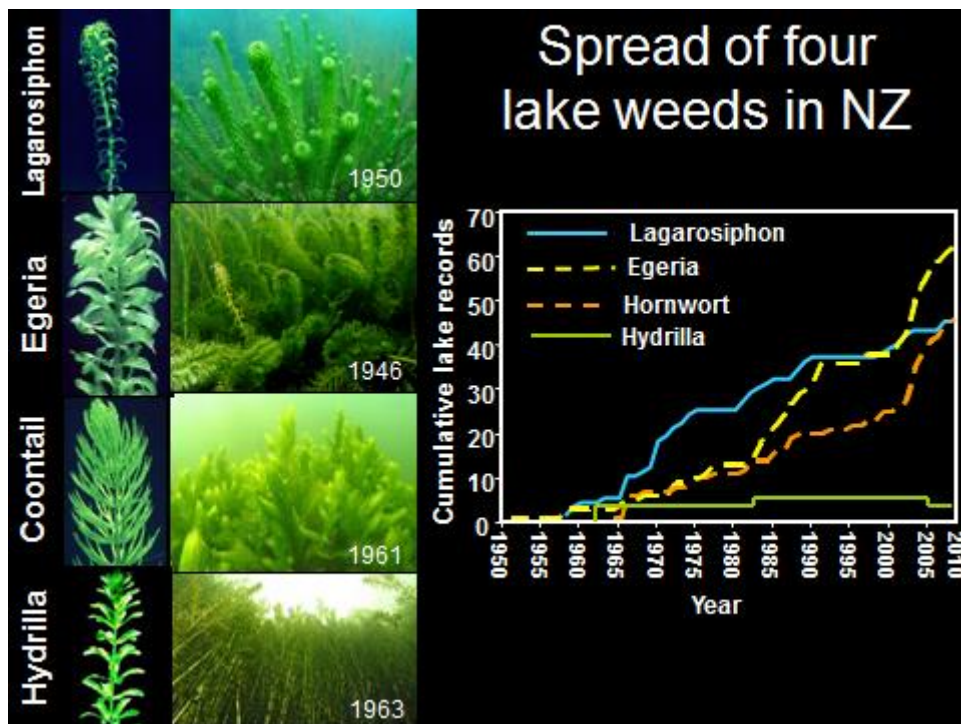 Spread of four
lake weeds in NZ
Lagarosiphon
1950
Egeria
1946
Coontail
1961
Hydrilla
1963
Cumulative lake records
70
60
50
40
30
20
10
0
Lagarosiphon
Egeria
Hornwort
Hydrilla
1950
1955
1960
1965
1970
1975
1980
1985
1990
1995
2000
2005
2010
Year